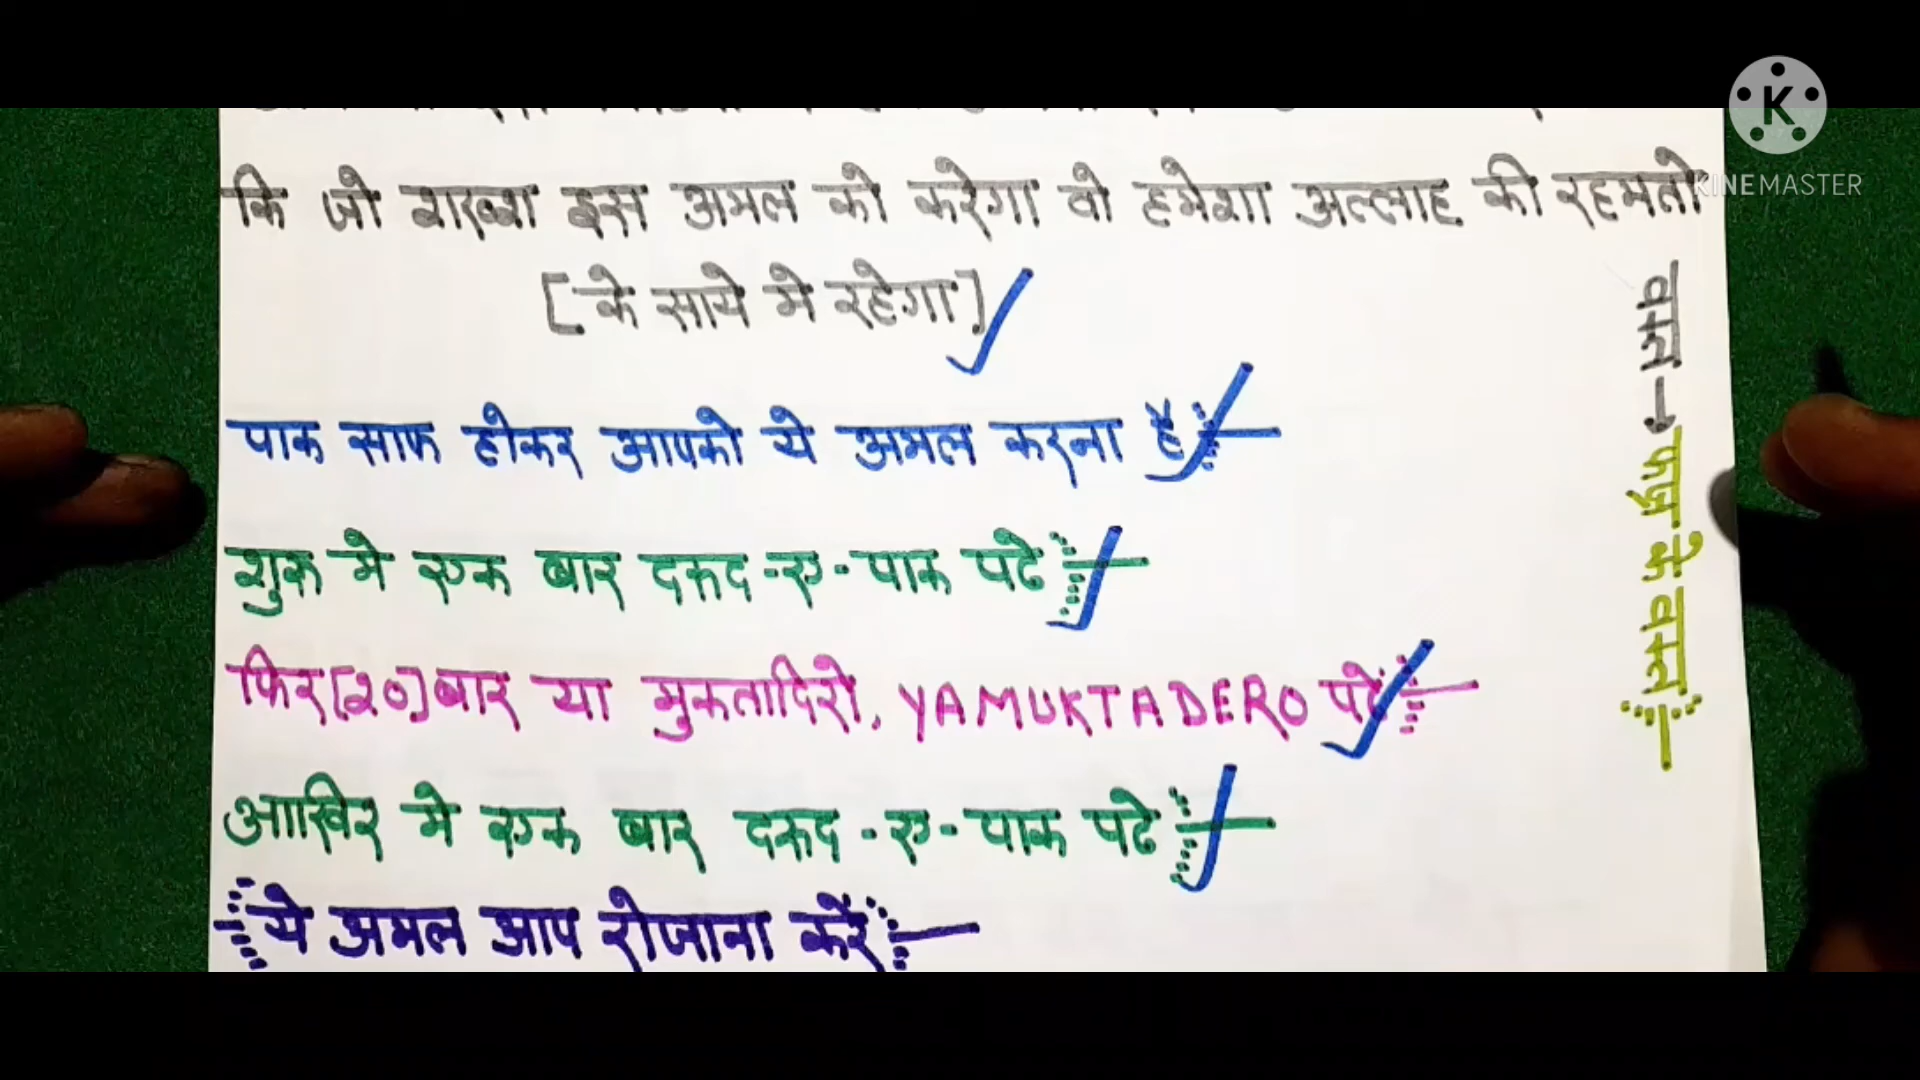 कि जो शख्श इस अमल को करेगा वो हमेशा अल्लाह की रहमतो
[के साये मे रहेगा]
पाक साफ होकर आपको ये अमल करना है
शुरू मे एक बार दरूद-ए-पाक पढे
फिर[20]बार या मुकतादिरो, YAMUKTADERO पढें
आखिर मे एक बार दरूद-ए-पाक पढे
ये अमल आप रोजाना करें
वक्त→फज्र के वक्त
K
KINEMASTER